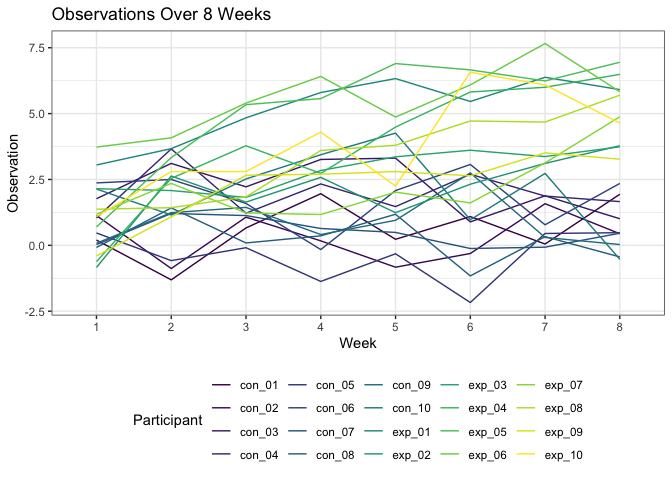 Observations Over 8 Weeks
7.5
5.0
2.5
0.0
-2.5
Observation
1 2 3 4 5 6 7 8
Week
Participant
con_01 con_05 con_09 exp_03 exp_07
con_02 con_06 con_10 exp_04 exp_08
con_03 con_07 exp_01 exp_05 exp_09
con_04 con_08 exp_02 exp_06 exp_10